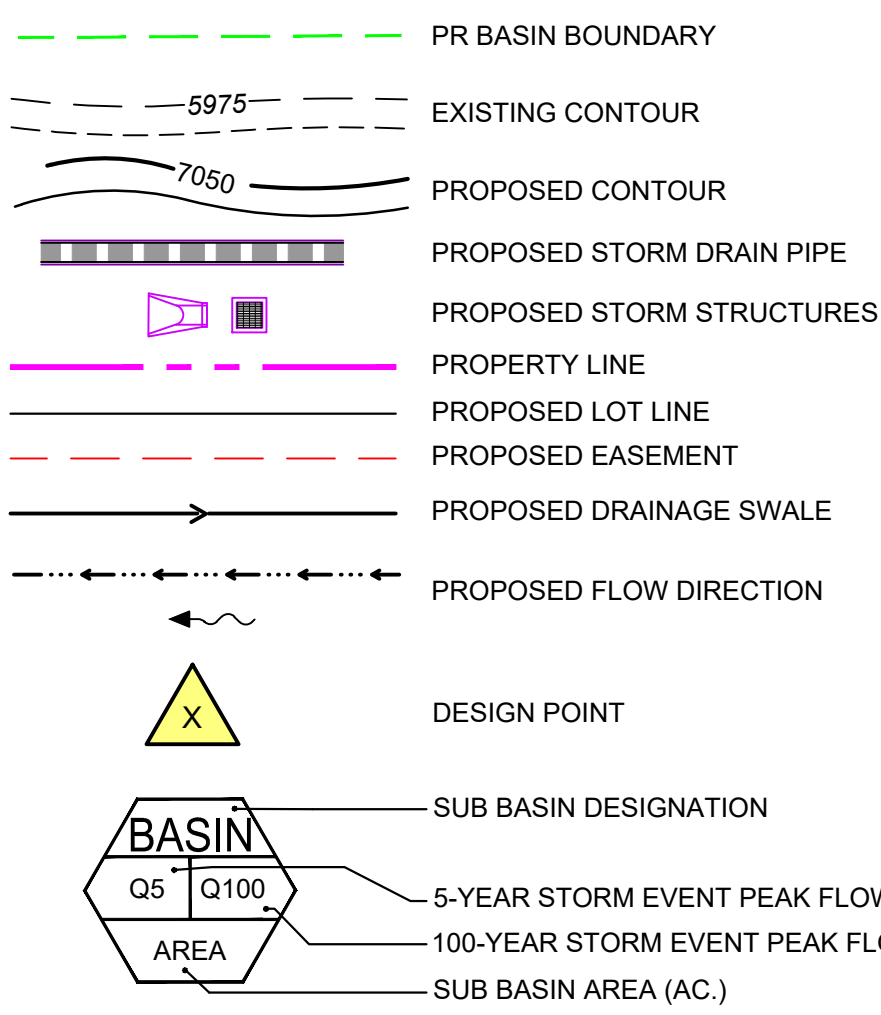 PR BASIN BOUNDARY
5975
EXISTING CONTOUR
7050
PROPOSED CONTOUR
PROPOSED STORM DRAIN PIPE
PROPOSED STORM STRUCTURES
PROPERTY LINE
PROPOSED LOT LINE
PROPOSED EASEMENT
PROPOSED DRAINAGE SWALE
PROPOSED FLOW DIRECTION
X
DESIGN POINT
SUB BASIN DESIGNATION
BASIN
Q5 Q100
5-YEAR STORM EVENT PEAK FLOW
100-YEAR STORM EVENT PEAK
AREA
SUB BASIN AREA (AC.)